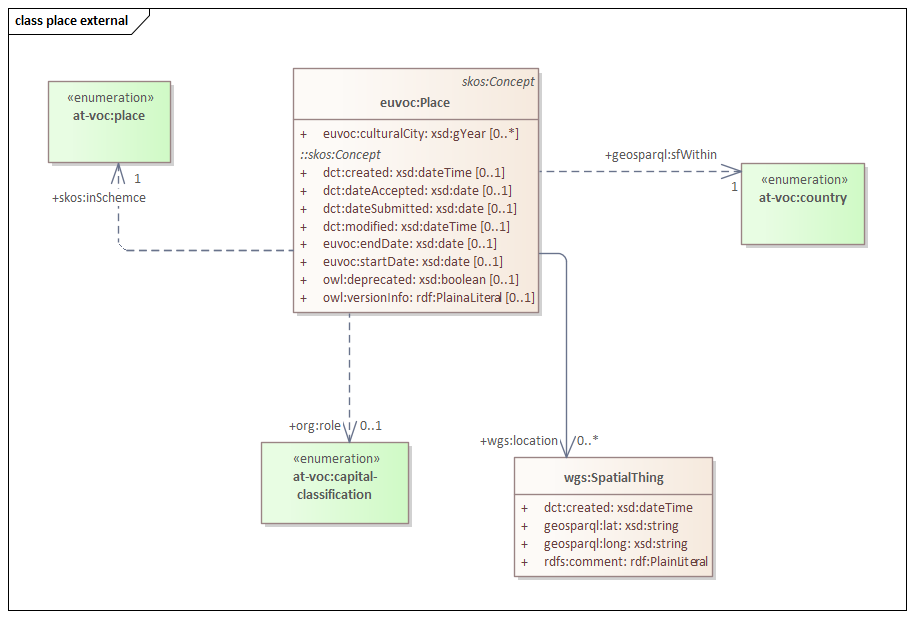 class place external
«enumeration»
at-voc:place
1
+skos:inSchemce
skos:Concept
euvoc:Place
+ euvoc:culturalCity: xsd:gYear [0..*]
::skos:Concept
+ dct:created: xsd:dateTime [0..1]
+ dct:dateAccepted: xsd:date [0..1]
+ dct:dateSubmitted: xsd:date [0..1]
+ dct:modified: xsd:dateTime [0..1]
+ euvoc:endDate: xsd:date [0..1]
+ euvoc:startDate: xsd:date [0..1]
+ owl:deprecated: xsd:boolean [0..1]
+ owl:versionInfo: rdf:PlainaLiteral [0..1]
+geosparql:sfWithin
1
«enumeration»
at-voc:country
+org:role 0..1
«enumeration»
at-voc:capital-
classification
+wgs:location 0..*
wgs:SpatialThing
+ dct:created: xsd:dateTime
+ geosparql:lat: xsd:string
+ geosparql:long: xsd:string
+ rdfs:comment: rdf:PlainLiteral